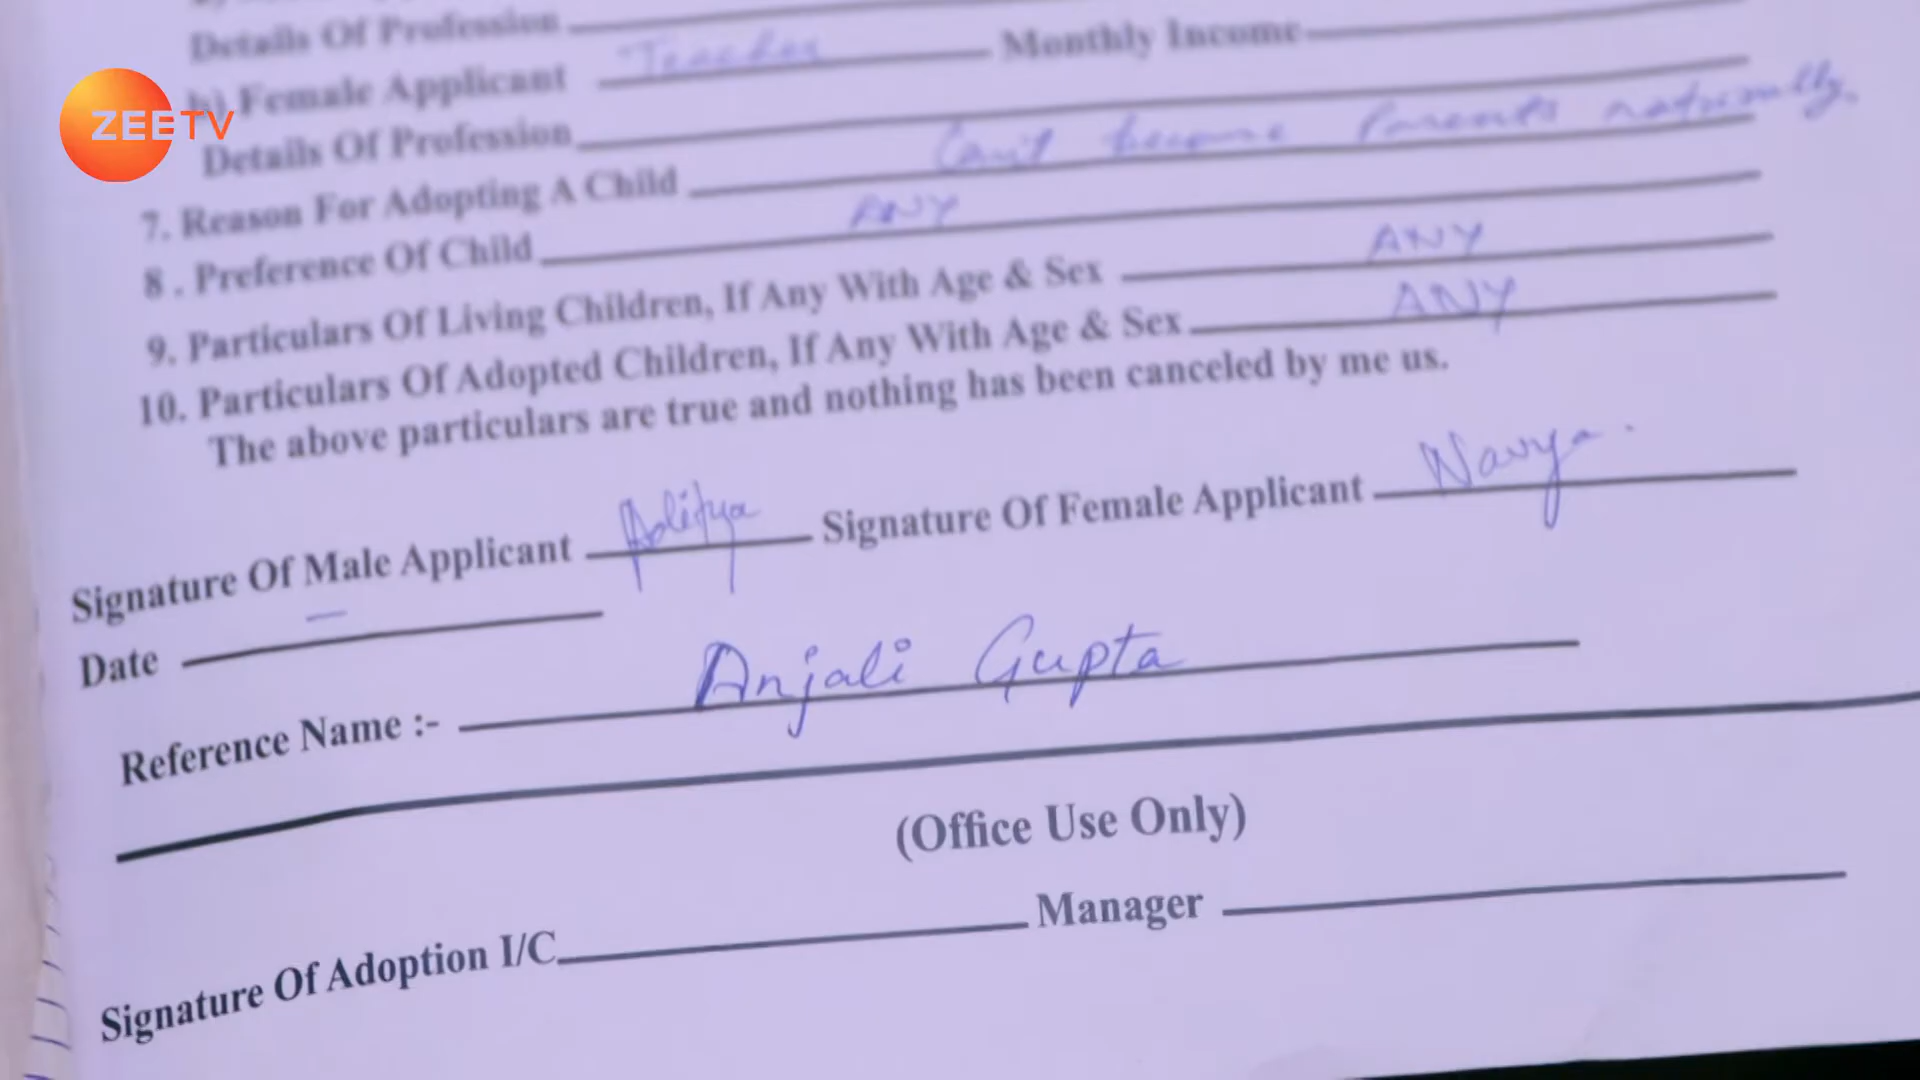 Details Of Profession
ZEE TV
b) Female Applicant Teacher Monthly Income
Details Of Profession
7. Reason For Adopting A Child Can't become Parents naturally.
8 . Preference Of Child ANY
9. Particulars Of Living Children, If Any With Age & Sex ANY
10. Particulars Of Adopted Children, If Any With Age & Sex ANY
The above particulars are true and nothing has been canceled by me us.
Signature Of Male Applicant Aditya Signature Of Female Applicant Navya.
Date
Reference Name :- Anjali Gupta
(Office Use Only)
Signature Of Adoption I/C Manager